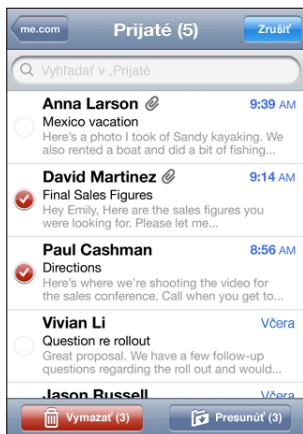 me.com
Prijaté (5)
Zrušiť
Vyhľadať v „Prijaté
Anna Larson
9:39 AM
Mexico vacation
Here's a photo I took of Sandy kayaking. We
also rented a boat and did a bit of fishing...
David Martinez
9:14 AM
Final Sales Figures
Hey Emily, Here are the sales figures you
were looking for. Please let me...
Paul Cashman
8:56 AM
Directions
Here's where we're shooting the video for
the sales conference. Call when you get to...
Vivian Li
Včera
Question re rollout
Great proposal. We have a few follow-up
questions regarding the roll out and would...
Jason Russell
Včera
Vymazať (3)
Presunúť (3)